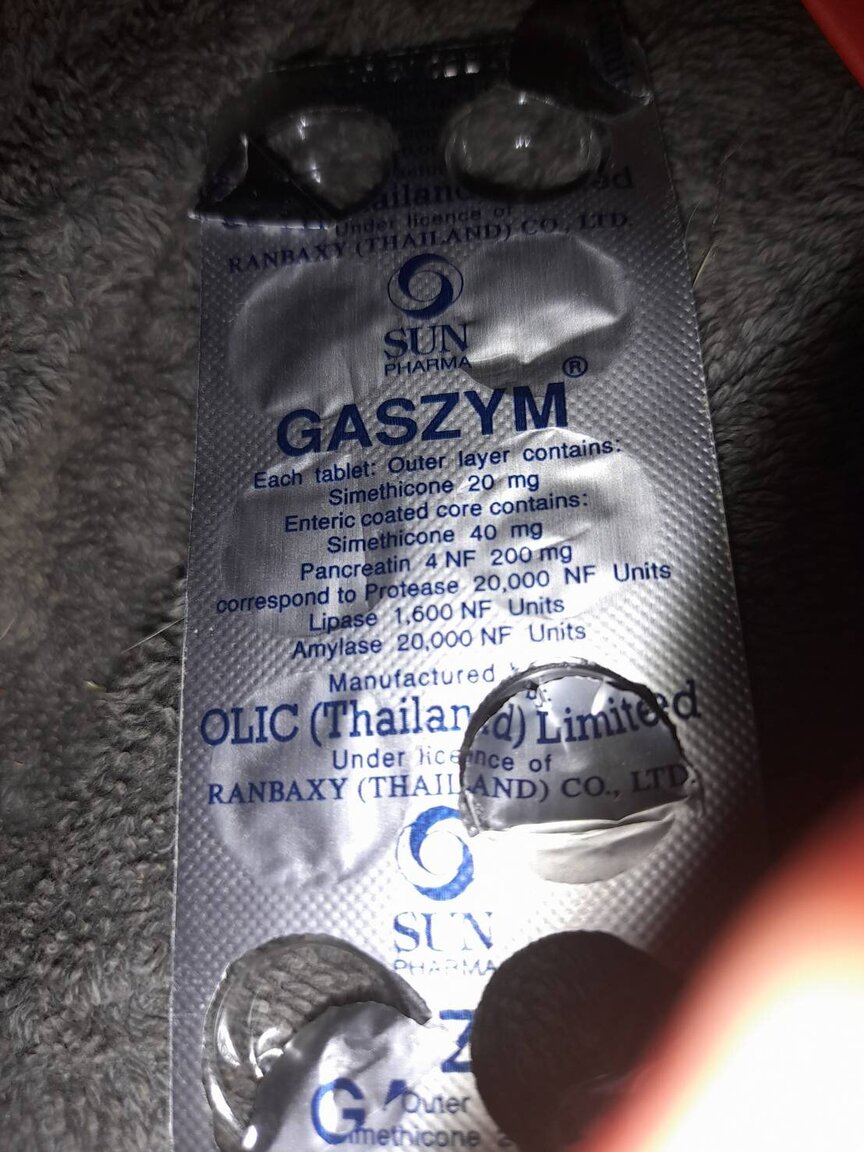 (Thailand
Under licence of
RANBAXY (THAILAND) CO., LTD.
SUN
PHARMA
GASZYM®
Each tablet: Outer layer contains:
Simethicone 20 mg
Enteric coated core contains:
Simethicone 40 mg
Pancreatin 4 NF 200 mg
correspond to Protease 20,000 NF Units
Lipase 1,600 NF Units
Amylase 20,000 NF Units
Manufactured by:
OLIC (Thailand) Limited
Under licence of
RANBAXY (THAILAND) CO., LTD.
SUN
PHARMA
Outer
Simethicone